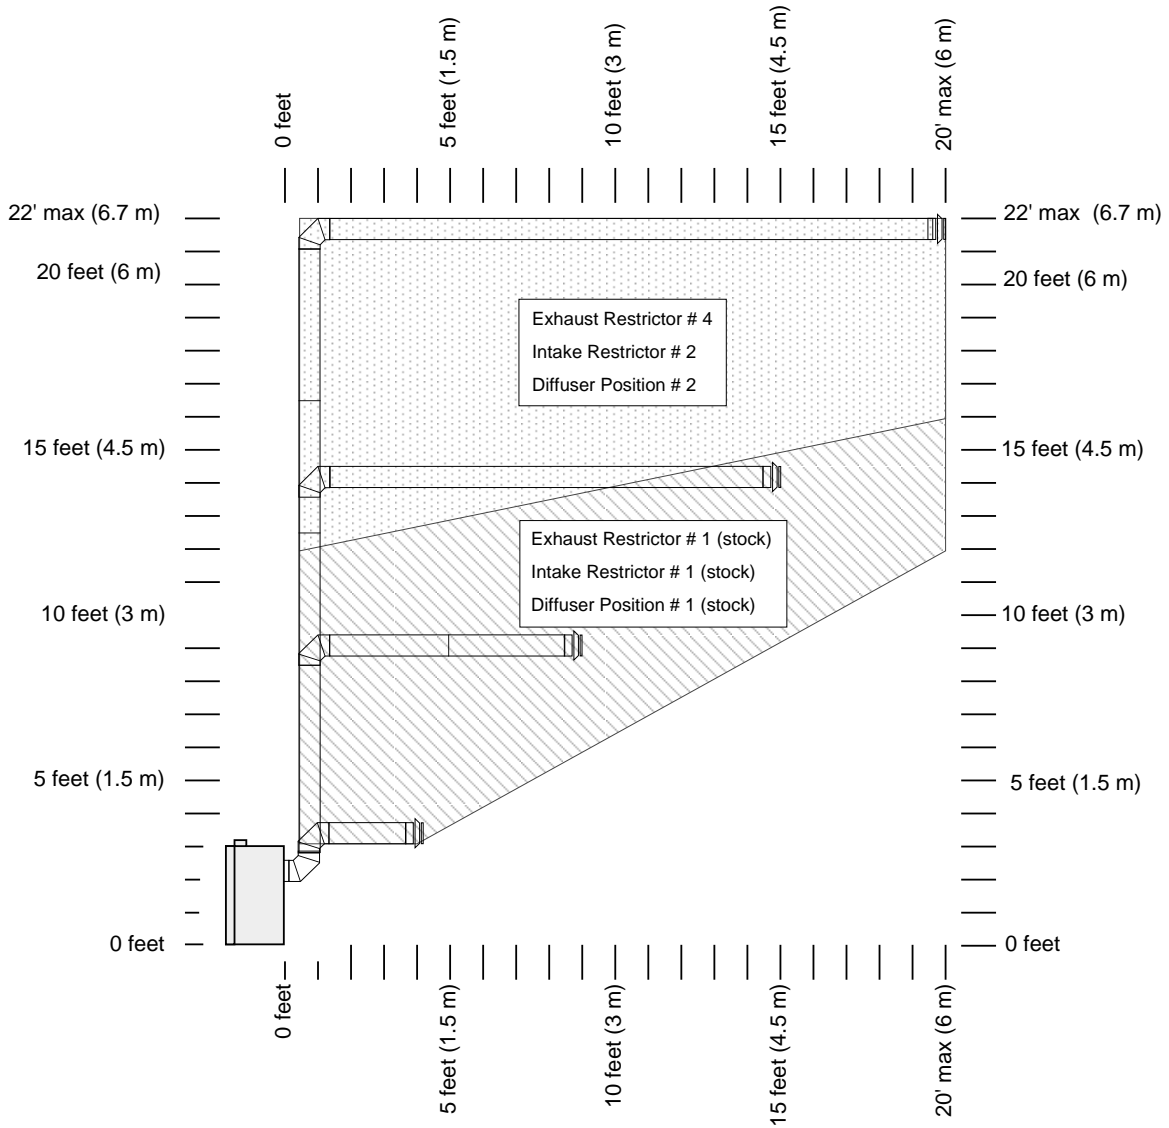 0 feet
5 feet (1.5 m)
10 feet (3 m)
15 feet (4.5 m)
20' max (6 m)
22' max (6.7 m)
22' max (6.7 m)
20 feet (6 m)
20 feet (6 m)
Exhaust Restrictor # 4
Intake Restrictor # 2
Diffuser Position # 2
15 feet (4.5 m)
15 feet (4.5 m)
Exhaust Restrictor # 1 (stock)
Intake Restrictor # 1 (stock)
Diffuser Position # 1 (stock)
10 feet (3 m)
10 feet (3 m)
5 feet (1.5 m)
5 feet (1.5 m)
0 feet
0 feet
0 feet
5 feet (1.5 m)
10 feet (3 m)
15 feet (4.5 m)
20' max (6 m)